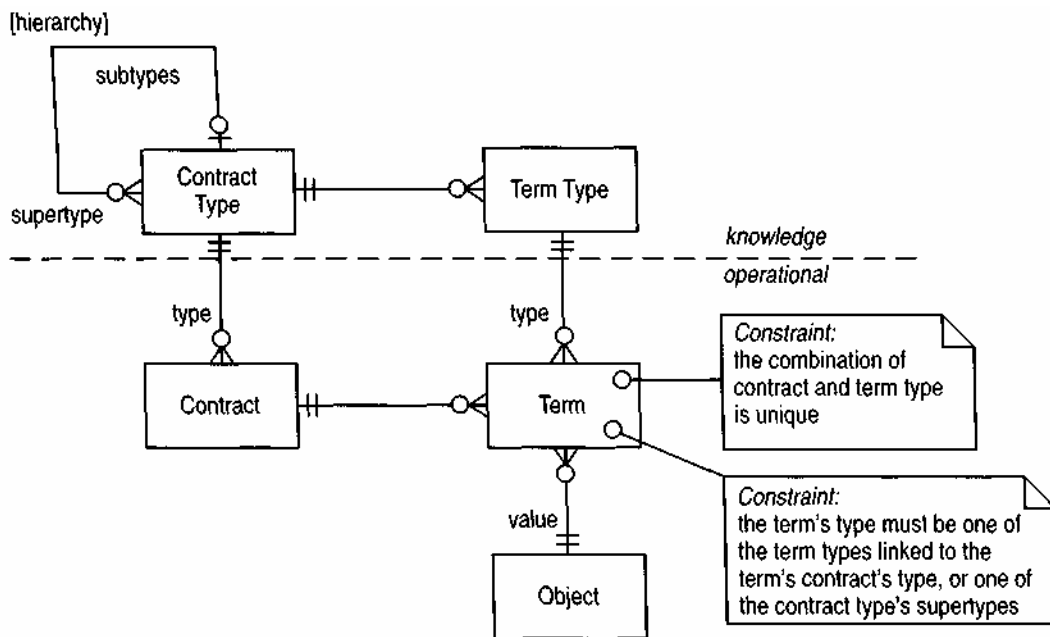 [hierarchy]
subtypes
Contract
Type
Term Type
supertype
knowledge
operational
type
type
Constraint:
the combination of
contract and term type
is unique
Contract
Term
Constraint:
the term's type must be one of
the term types linked to the
term's contract's type, or one of
the contract type's supertypes
value
Object